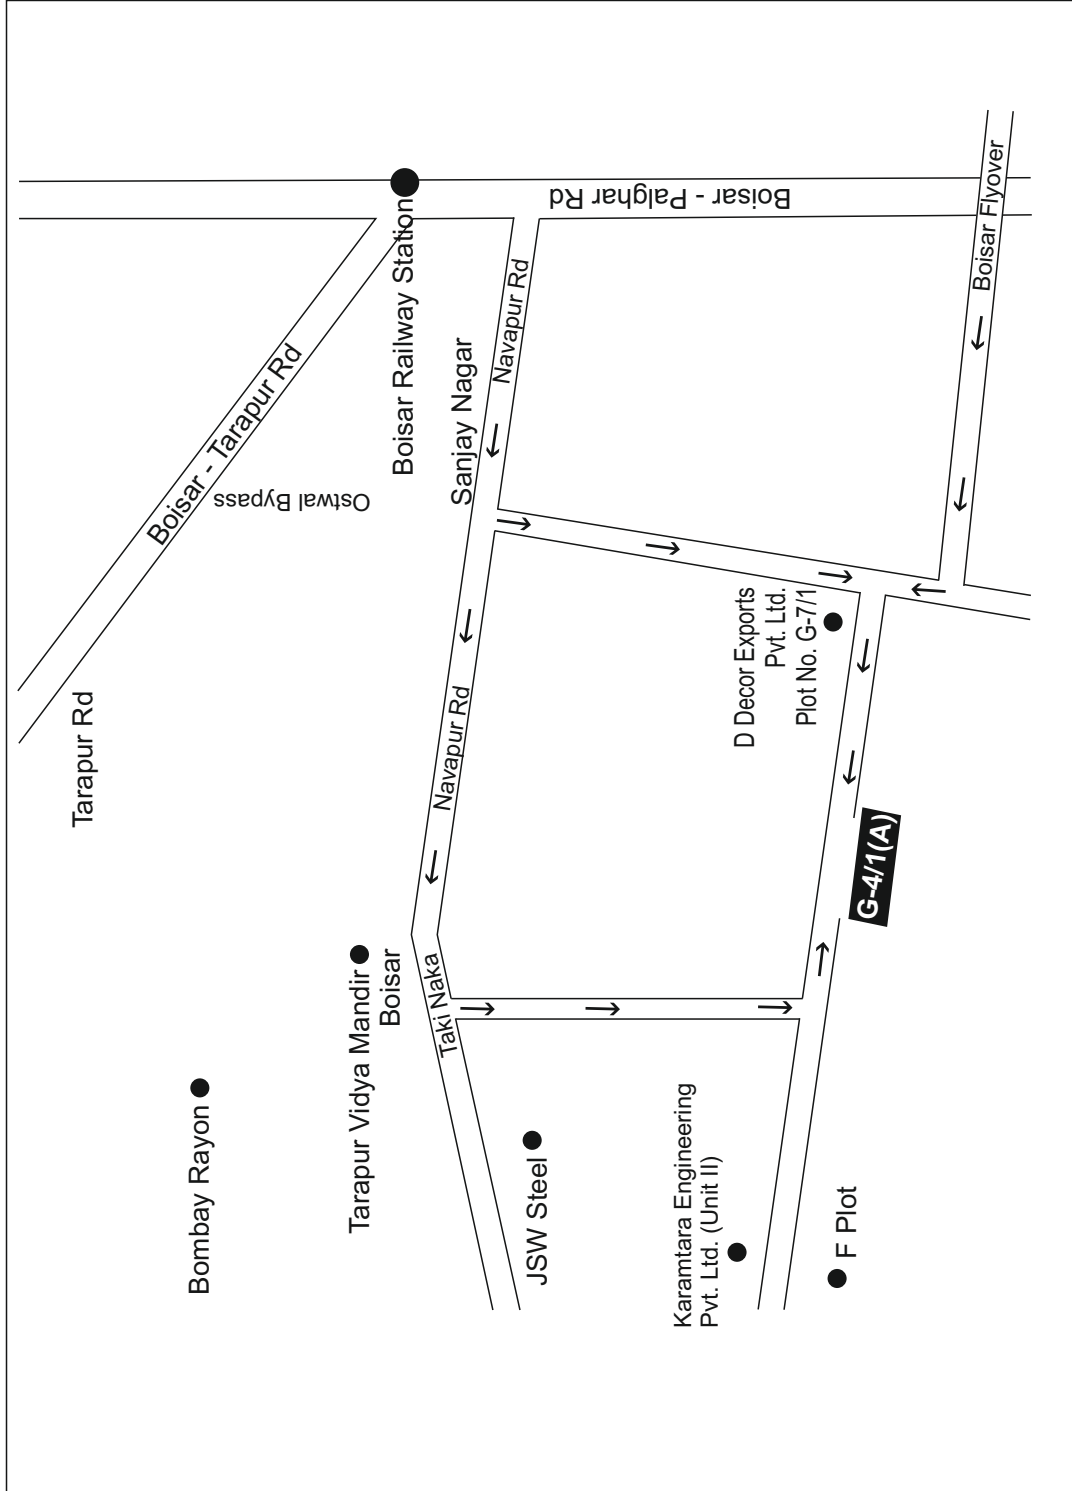 Boisar - Tarapur Rd
Tarapur Rd
Ostwal Bypass
Boisar Railway Station
Boisar - Palghar Rd
Boisar Flyover
Sanjay Nagar
Navapur Rd
Navapur Rd
Taki Naka
Bombay Rayon
Tarapur Vidya Mandir
Boisar
JSW Steel
Karamtara Engineering
Pvt. Ltd. (Unit II)
F Plot
D Decor Exports
Pvt. Ltd.
Plot No. G-7/1
G-4/1(A)